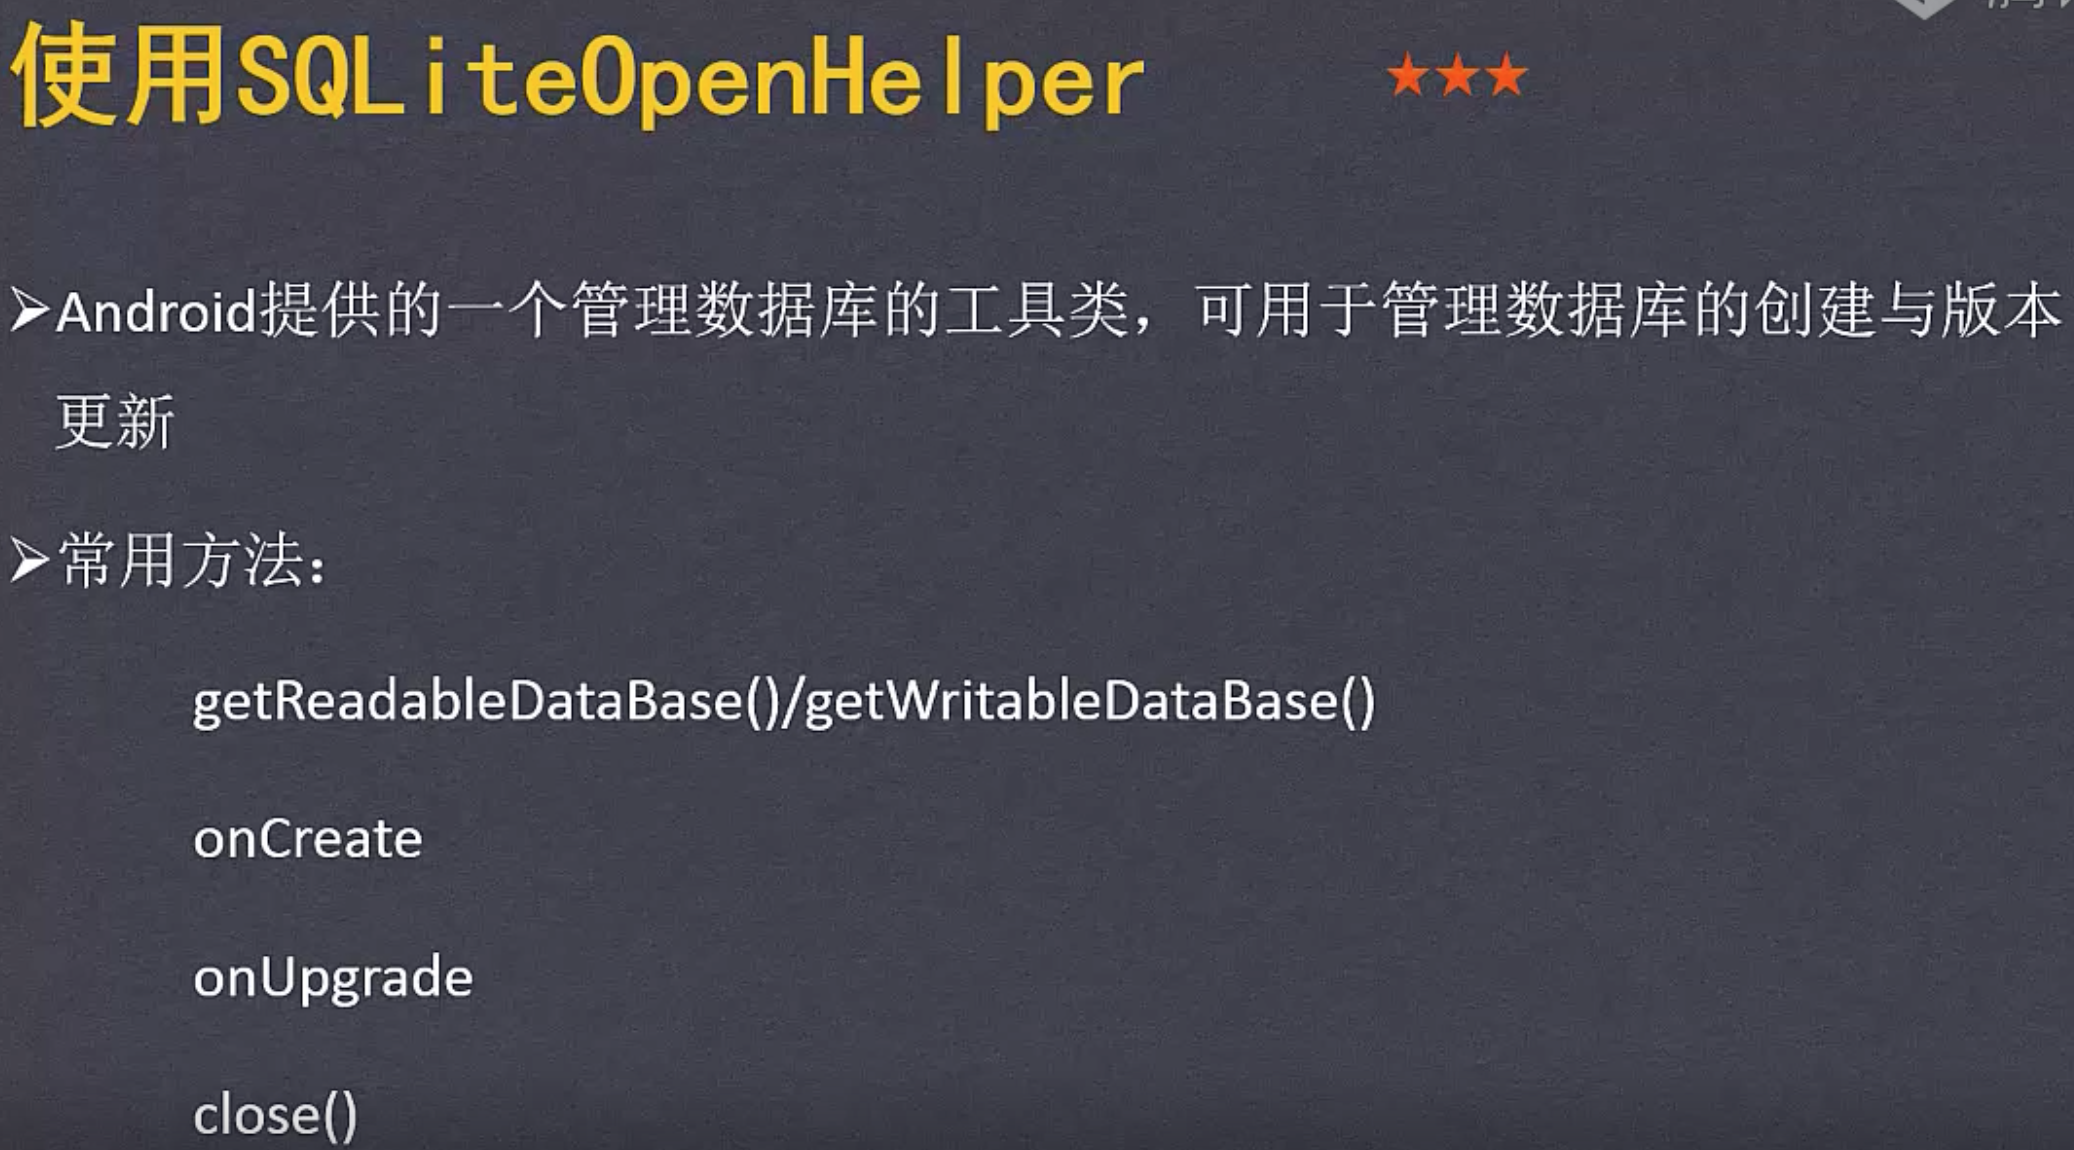 使用SQLiteOpenHelper ★★★
➢Android提供的一个管理数据库的工具类，可用于管理数据库的创建与版本
更新
➢常用方法：
getReadableDataBase()/getWritableDataBase()
onCreate
onUpgrade
close()